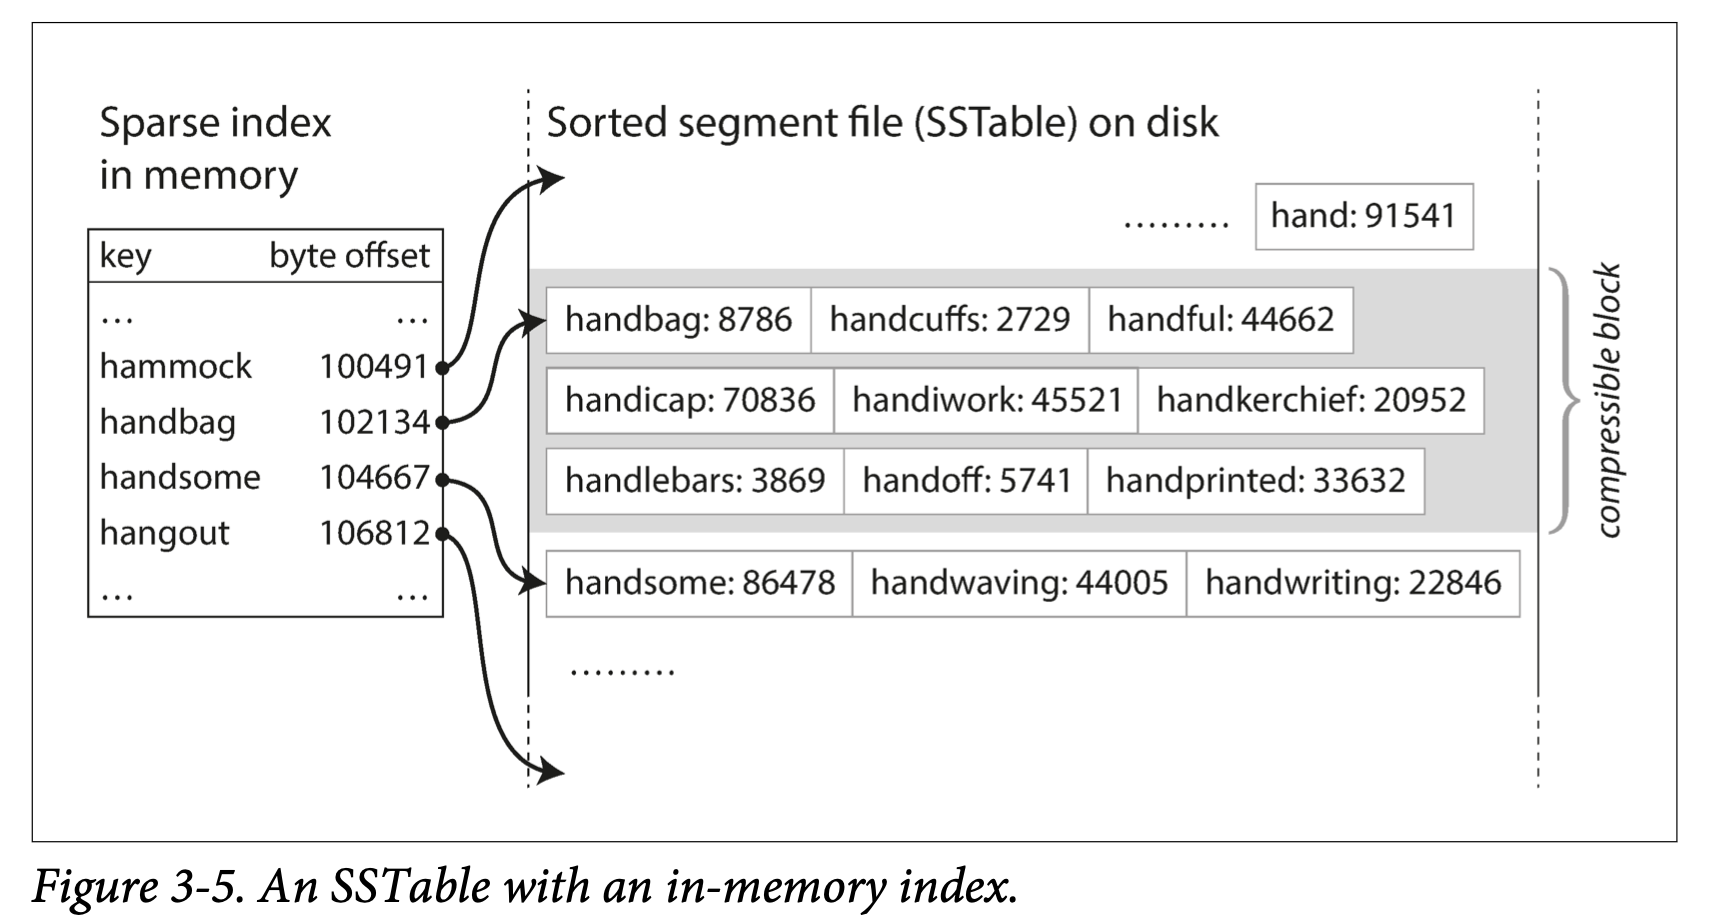 Sparse index
in memory
key byte offset
... ...
hammock 100491
handbag 102134
handsome 104667
hangout 106812
... ...
Sorted segment file (SSTable) on disk
......... hand: 91541
handbag: 8786 handcuffs: 2729 handful: 44662
handicap: 70836 handiwork: 45521 handkerchief: 20952
handlebars: 3869 handoff: 5741 handprinted: 33632
handsome: 86478 handwaving: 44005 handwriting: 22846
.........
compressible block
Figure 3-5. An SSTable with an in-memory index.